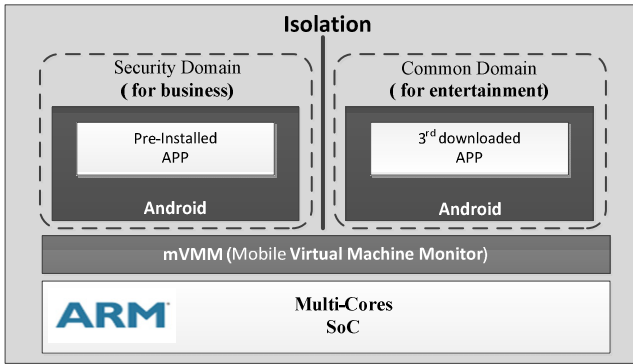 Isolation
Security Domain
( for business)
Pre-Installed
APP
Android
Common Domain
( for entertainment)
3rd downloaded
APP
Android
mVMM (Mobile Virtual Machine Monitor)
ARM
Multi-Cores
SoC